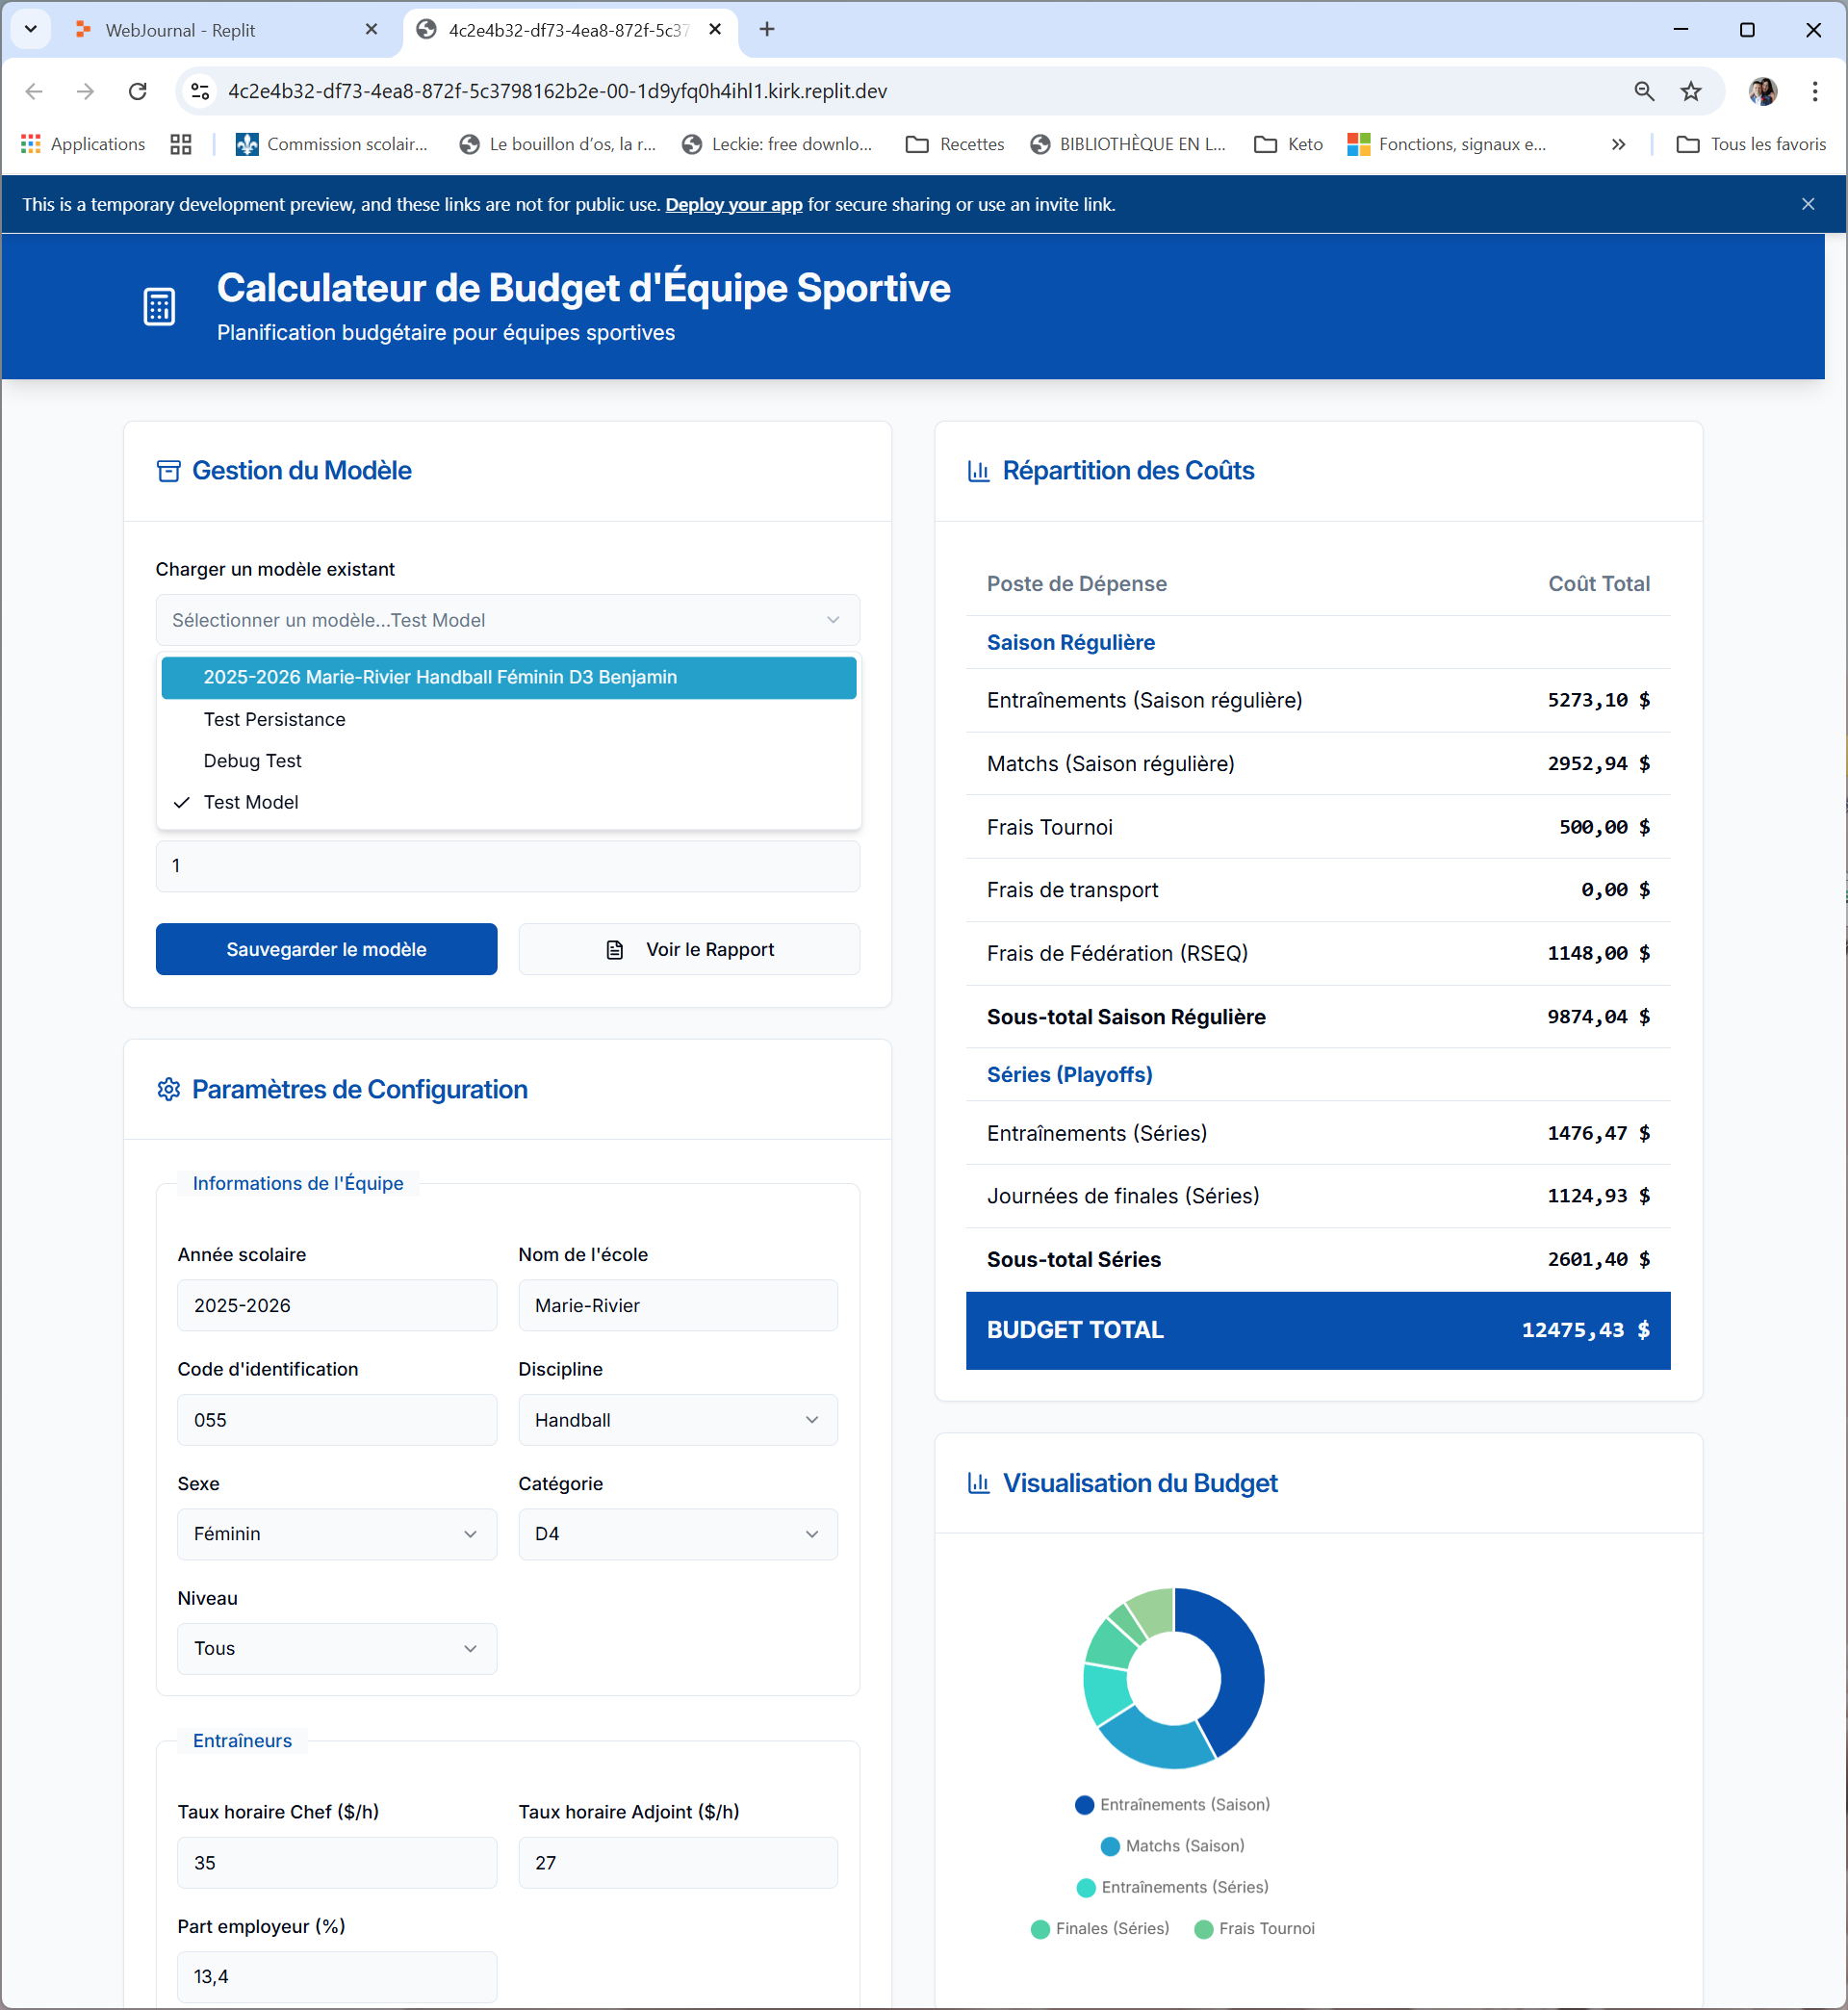 WebJournal - Replit
4c2e4b32-df73-4ea8-872f-5c37
4c2e4b32-df73-4ea8-872f-5c3798162b2e-00-1d9yfq0h4ihl1.kirk.replit.dev
Applications
Commission scolair...
Le bouillon d'os, la r...
Leckie: free downlo...
Recettes
BIBLIOTHÈQUE EN L...
Keto
Fonctions, signaux e...
»
Tous les favoris
This is a temporary development preview, and these links are not for public use. Deploy your app for secure sharing or use an invite link.
Calculateur de Budget d'Équipe Sportive
Planification budgétaire pour équipes sportives
Gestion du Modèle
Charger un modèle existant
Sélectionner un modèle...Test Model
2025-2026 Marie-Rivier Handball Féminin D3 Benjamin
Test Persistance
Debug Test
Test Model
1
Sauvegarder le modèle
Voir le Rapport
Paramètres de Configuration
Informations de l'Équipe
Année scolaire
Nom de l'école
2025-2026
Marie-Rivier
Code d'identification
Discipline
055
Handball
Sexe
Catégorie
Féminin
D4
Niveau
Tous
Entraîneurs
Taux horaire Chef ($/h)
Taux horaire Adjoint ($/h)
35
27
Part employeur (%)
13,4
Répartition des Coûts
Poste de Dépense Coût Total
Saison Régulière
Entraînements (Saison régulière) 5273,10 $
Matchs (Saison régulière) 2952,94 $
Frais Tournoi 500,00 $
Frais de transport 0,00 $
Frais de Fédération (RSEQ) 1148,00 $
Sous-total Saison Régulière 9874,04 $
Séries (Playoffs)
Entraînements (Séries) 1476,47 $
Journées de finales (Séries) 1124,93 $
Sous-total Séries 2601,40 $
BUDGET TOTAL 12475,43 $
Visualisation du Budget
Entraînements (Saison)
Matchs (Saison)
Entraînements (Séries)
Finales (Séries)
Frais Tournoi